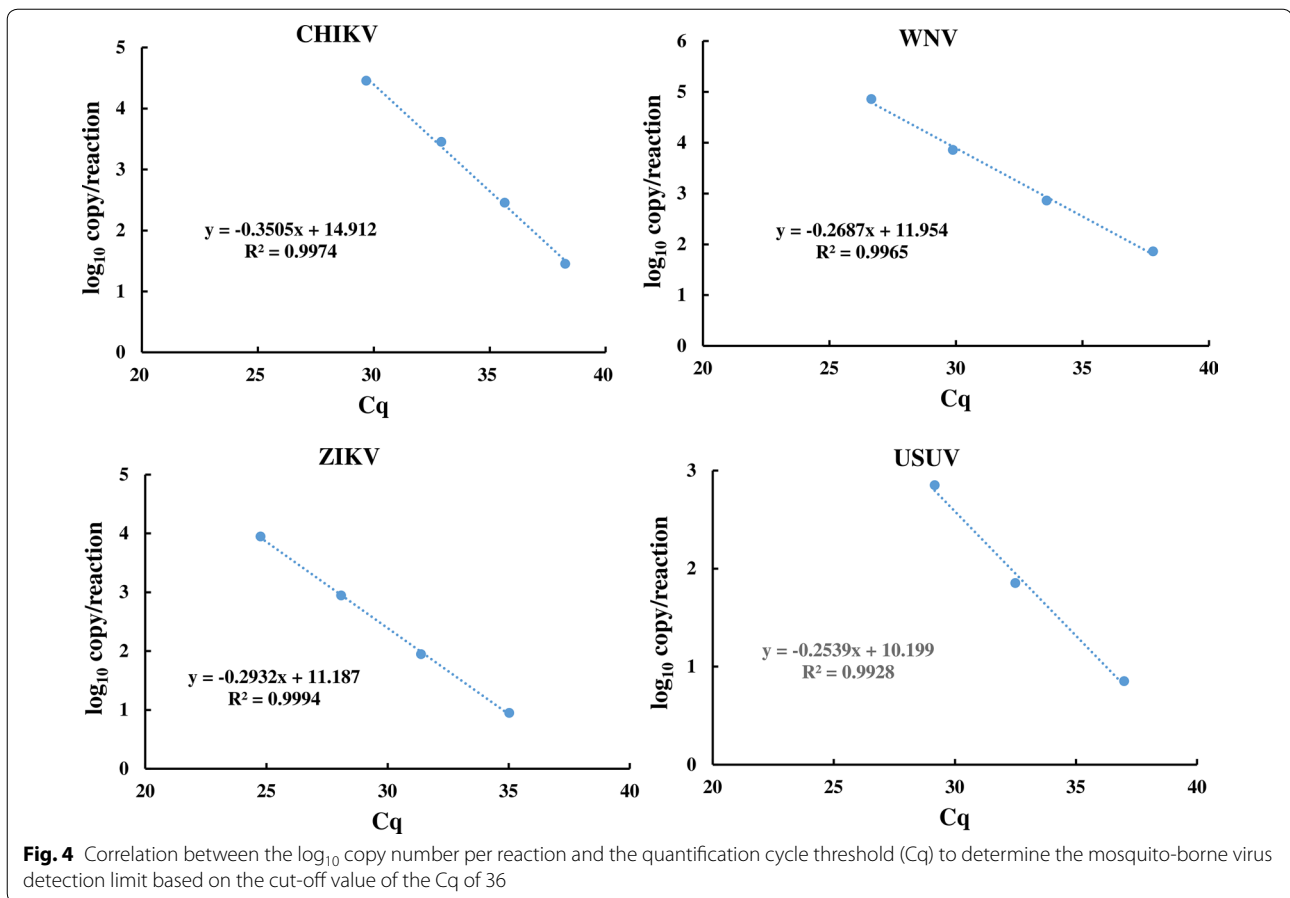 CHIKV
5
4
3
2
1
0
log₁₀ copy/reaction
y = -0.3505x + 14.912
R² = 0.9974
20 25 30 35 40
Cq
WNV
6
5
4
3
2
1
0
log₁₀ copy/reaction
y = -0.2687x + 11.954
R² = 0.9965
20 25 30 35 40
Cq
ZIKV
5
4
3
2
1
0
log₁₀ copy/reaction
y = -0.2932x + 11.187
R² = 0.9994
20 25 30 35 40
Cq
USUV
3
2
1
0
log₁₀ copy/reaction
y = -0.2539x + 10.199
R² = 0.9928
20 25 30 35 40
Cq
Fig. 4 Correlation between the log₁₀ copy number per reaction and the quantification cycle threshold (Cq) to determine the mosquito-borne virus
detection limit based on the cut-off value of the Cq of 36